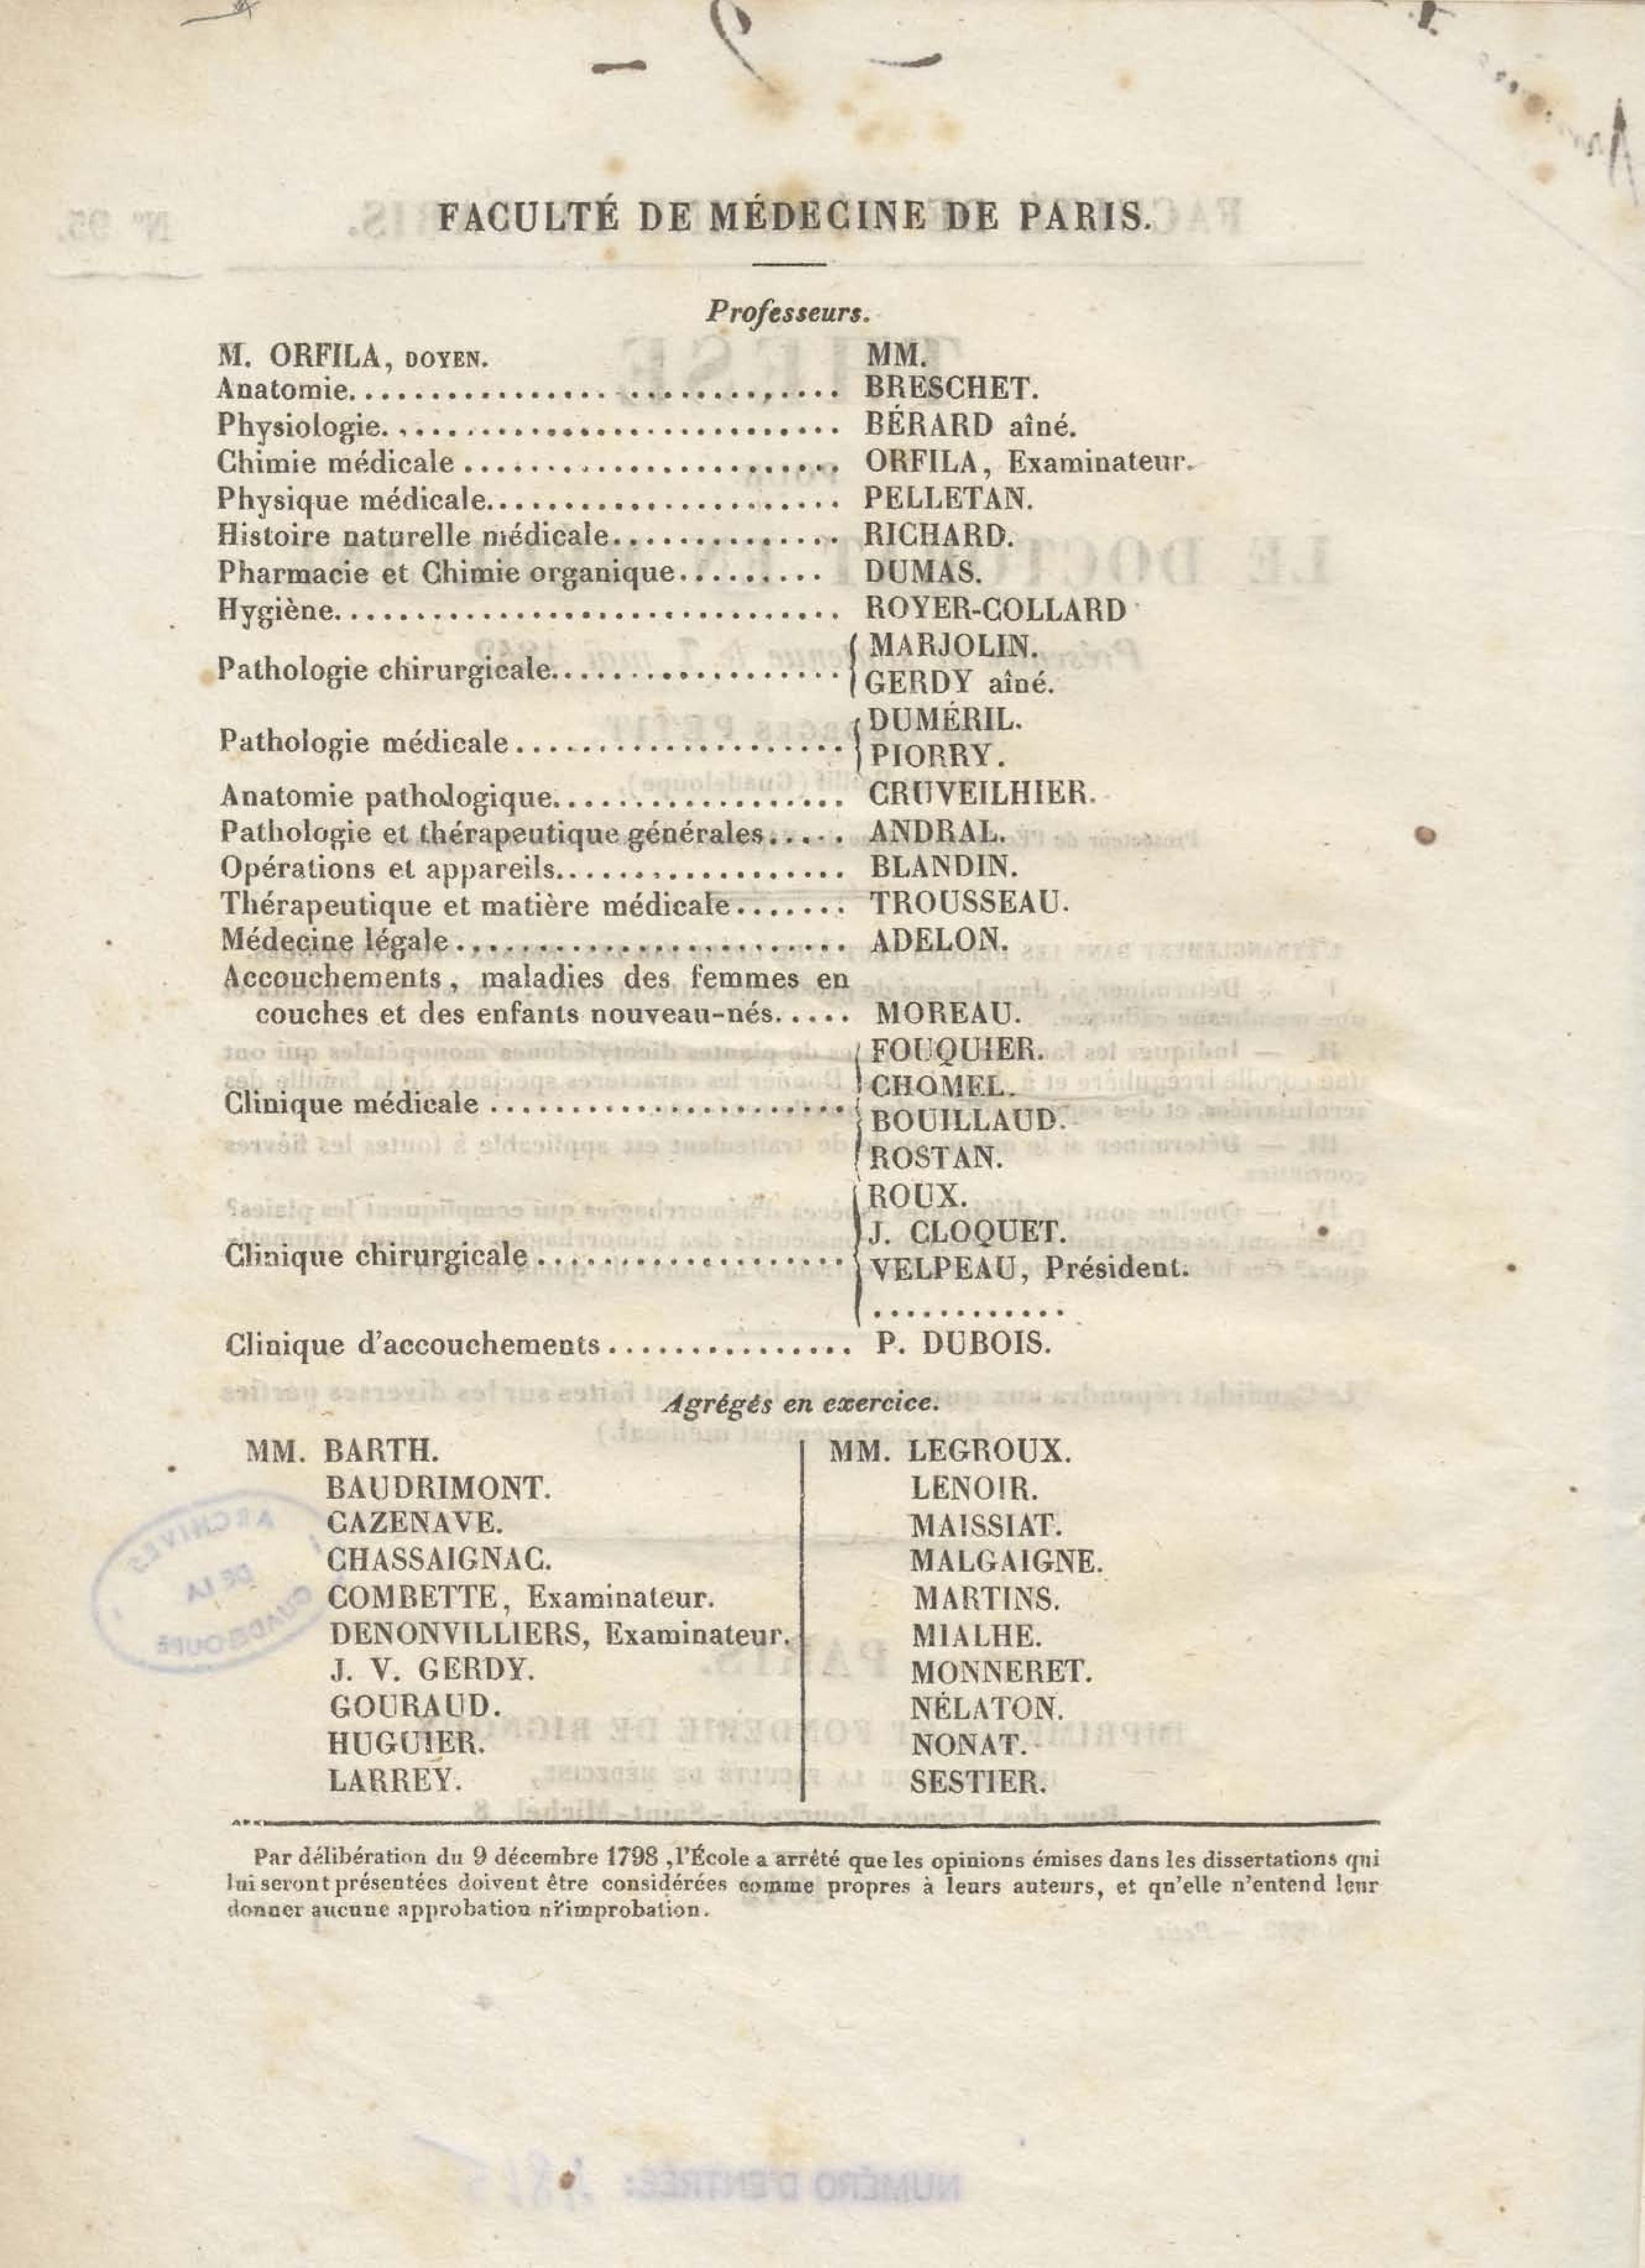 FACULTÉ DE MÉDECINE DE PARIS.
Professeurs.
M. ORFILA, DOYEN. MM.
Anatomie. BRESCHET.
Physiologie. BÉRARD aîné.
Chimie médicale ORFILA, Examinateur.
Physique médicale. PELLETAN.
Histoire naturelle médicale. RICHARD.
Pharmacie et Chimie organique. DUMAS.
Hygiène. ROYER-COLLARD
Pathologie chirurgicale. MARJOLIN.
GERDY aîné.
Pathologie médicale DUMÉRIL.
PIORRY.
Anatomie pathologique. CRUVEILHIER.
Pathologie et thérapeutique générales. ANDRAL.
Opérations et appareils. BLANDIN.
Thérapeutique et matière médicale TROUSSEAU.
Médecine légale ADELON.
Accouchements, maladies des femmes en
couches et des enfants nouveau-nés. MOREAU.
Clinique médicale FOUQUIER.
CHOMEL.
BOUILLAUD.
ROSTAN.
Clinique chirurgicale ROUX.
J. CLOQUET.
VELPEAU, Président.
............
Clinique d'accouchements P. DUBOIS.
Agrégés en exercice.
MM. BARTH. MM. LEGROUX.
BAUDRIMONT. LENOIR.
CAZENAVE. MAISSIAT.
CHASSAIGNAC. MALGAIGNE.
COMBETTE, Examinateur. MARTINS.
DENONVILLIERS, Examinateur. MIALHE.
J. V. GERDY. MONNERET.
GOURAUD. NÉLATON.
HUGUIER. NONAT.
LARREY. SESTIER.
Par délibération du 9 décembre 1798, l'École a arrêté que les opinions émises dans les dissertations qui
lui seront présentées doivent être considérées comme propres à leurs auteurs, et qu'elle n'entend leur
donner aucune approbation ni improbation.